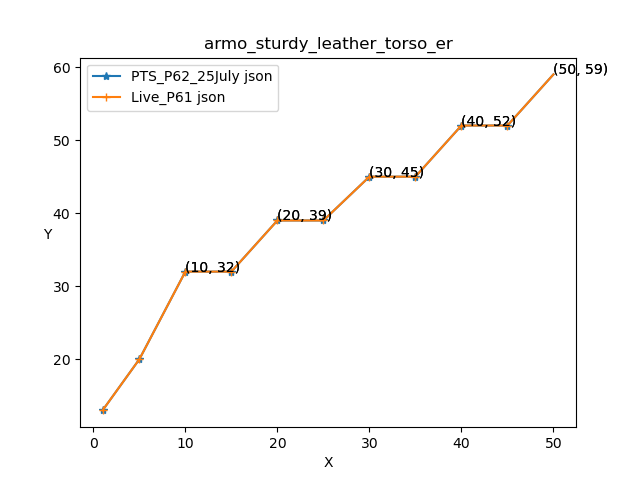 armo_sturdy_leather_torso_er
PTS_P62_25July json
Live_P61 json
60
50
40
30
20
Y
(50, 59)
(40, 52)
(30, 45)
(20, 39)
(10, 32)
0 10 20 30 40 50
X